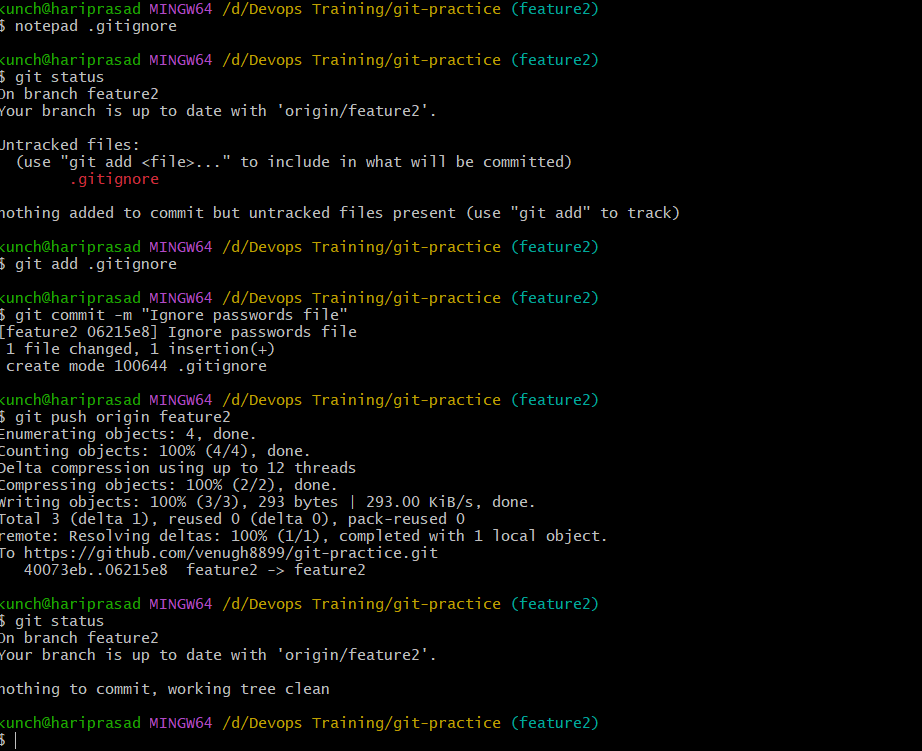 kunch@hariprasad MINGW64 /d/Devops Training/git-practice (feature2)
$ notepad .gitignore
kunch@hariprasad MINGW64 /d/Devops Training/git-practice (feature2)
$ git status
On branch feature2
Your branch is up to date with 'origin/feature2'.
Untracked files:
(use "git add <file>..." to include in what will be committed)
.gitignore
nothing added to commit but untracked files present (use "git add" to track)
kunch@hariprasad MINGW64 /d/Devops Training/git-practice (feature2)
$ git add .gitignore
kunch@hariprasad MINGW64 /d/Devops Training/git-practice (feature2)
$ git commit -m "Ignore passwords file"
[feature2 06215e8] Ignore passwords file
1 file changed, 1 insertion(+)
create mode 100644 .gitignore
kunch@hariprasad MINGW64 /d/Devops Training/git-practice (feature2)
$ git push origin feature2
Enumerating objects: 4, done.
Counting objects: 100% (4/4), done.
Delta compression using up to 12 threads
Compressing objects: 100% (2/2), done.
Writing objects: 100% (3/3), 293 bytes | 293.00 KiB/s, done.
Total 3 (delta 1), reused 0 (delta 0), pack-reused 0
remote: Resolving deltas: 100% (1/1), completed with 1 local object.
To https://github.com/venugh8899/git-practice.git
40073eb..06215e8  feature2 -> feature2
kunch@hariprasad MINGW64 /d/Devops Training/git-practice (feature2)
$ git status
On branch feature2
Your branch is up to date with 'origin/feature2'.
nothing to commit, working tree clean
kunch@hariprasad MINGW64 /d/Devops Training/git-practice (feature2)
$